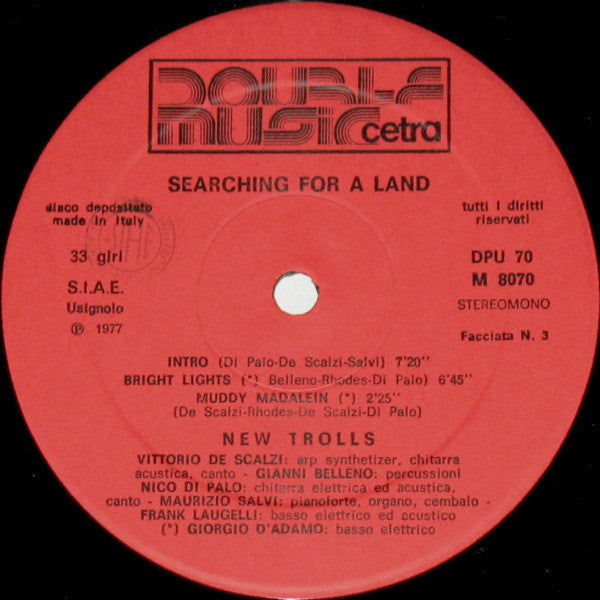 DOUBLE
MUSIC cetra
SEARCHING FOR A LAND
disco depositato
made in Italy
tutti i diritti
riservati
33 giri
DPU 70
M 8070
S.I.A.E.
Usignolo
STEREOMONO
℗ 1977
Facciata N. 3
INTRO (Di Palo-De Scalzi-Salvi) 7'20''
BRIGHT LIGHTS (*) Belleno-Rhodes-Di Palo) 6'45''
MUDDY MADALEIN (*) 2'25''
(De Scalzi-Rhodes-De Scalzi-Di Palo)
NEW TROLLS
VITTORIO DE SCALZI: arp synthetizer, chitarra
acustica, canto - GIANNI BELLENO: percussioni
NICO DI PALO: chitarra elettrica ed acustica,
canto - MAURIZIO SALVI: pianoforte, organo, cembalo -
FRANK LAUGELLI: basso elettrico ed acustico
(*) GIORGIO D'ADAMO: basso elettrico